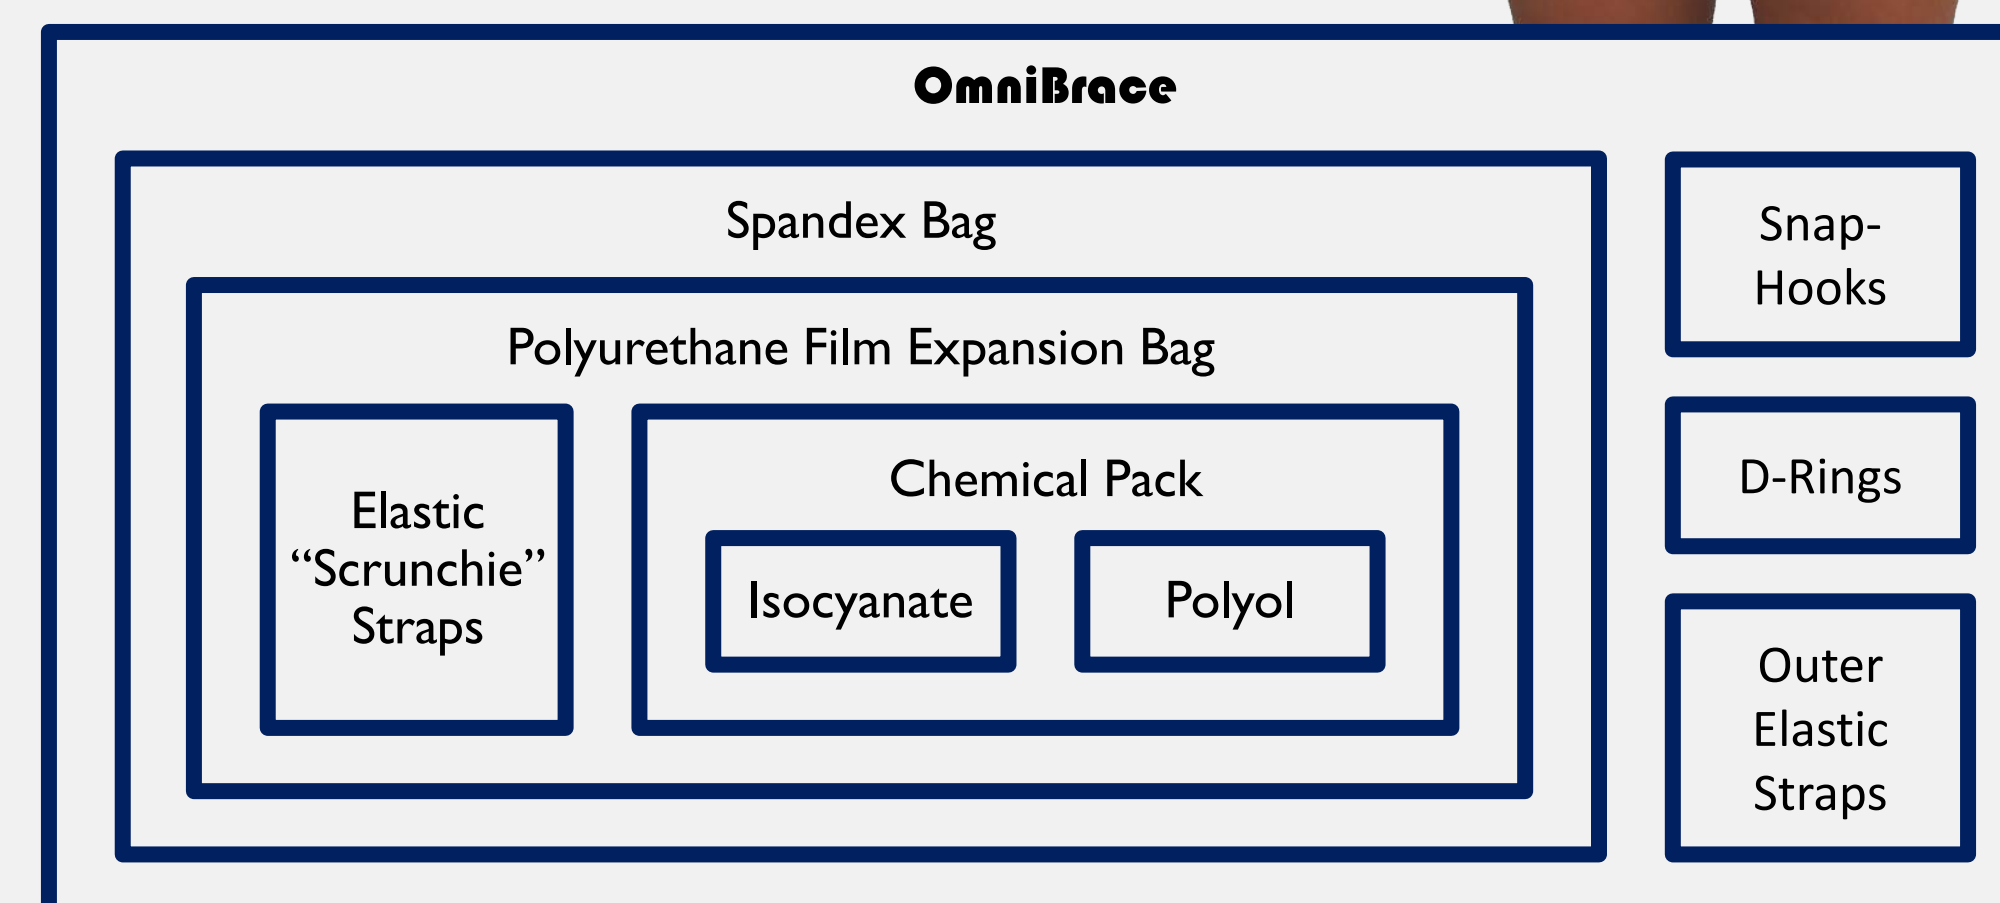 OmniBrace
Spandex Bag
Polyurethane Film Expansion Bag
Elastic
“Scrunchie”
Straps
Chemical Pack
Isocyanate
Polyol
Snap-
Hooks
D-Rings
Outer
Elastic
Straps